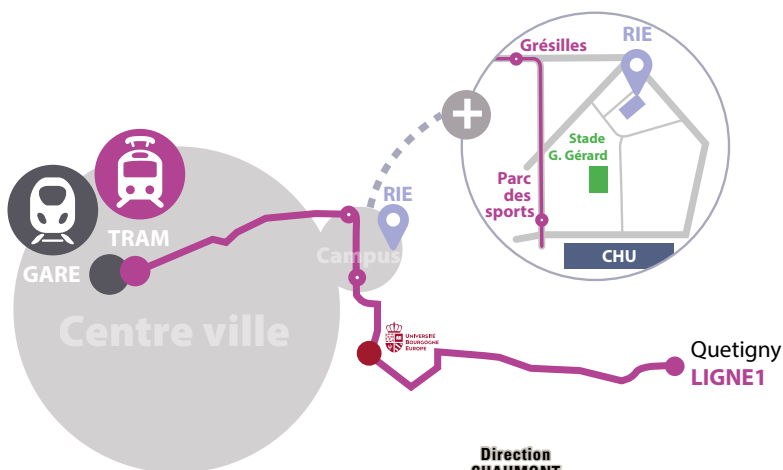 RIE
Grésilles
Stade
G. Gérard
Parc
des
sports
CHU
RIE
TRAM
GARE
Campus
Centre ville
UNIVERSITÉ
BOURGOGNE
EUROPE
Quetigny
LIGNE1
Direction
CHAUMONT